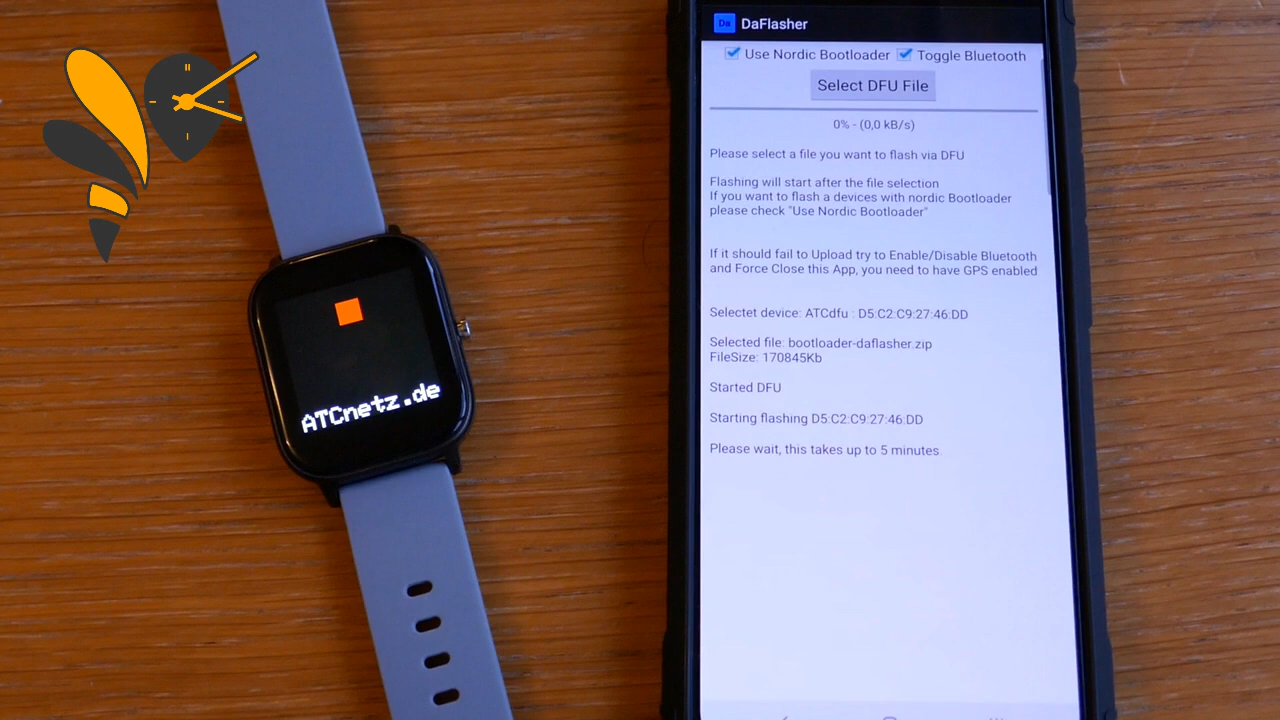 Da DaFlasher
Use Nordic Bootloader Toggle Bluetooth
Select DFU File
0% - (0,0 kB/s)
Please select a file you want to flash via DFU
Flashing will start after the file selection
If you want to flash a devices with nordic Bootloader
please check "Use Nordic Bootloader"
If it should fail to Upload try to Enable/Disable Bluetooth
and Force Close this App, you need to have GPS enabled
Selectet device: ATCdfu : D5:C2:C9:27:46:DD
Selected file: bootloader-daflasher.zip
FileSize: 170845Kb
Started DFU
Starting flashing D5:C2:C9:27:46:DD
Please wait, this takes up to 5 minutes.
ATCnetz.de